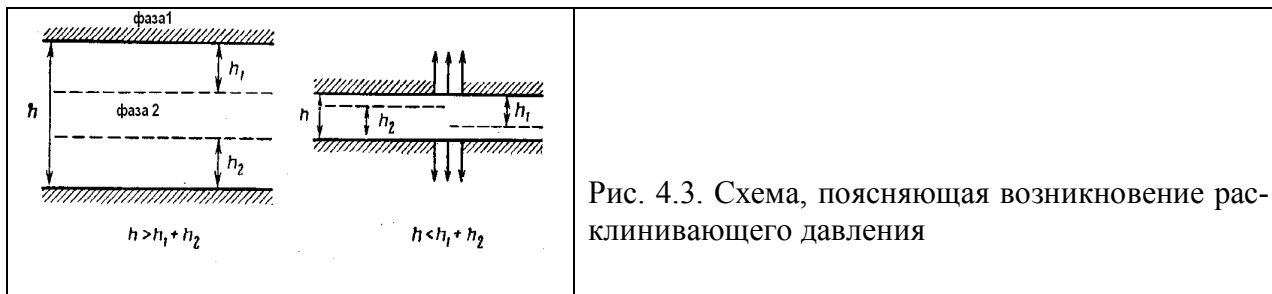 фаза1
h₁
h
фаза 2
h₂
h > h₁ + h₂
h
h₂
h₁
h < h₁ + h₂
Рис. 4.3. Схема, поясняющая возникновение рас-
клинивающего давления